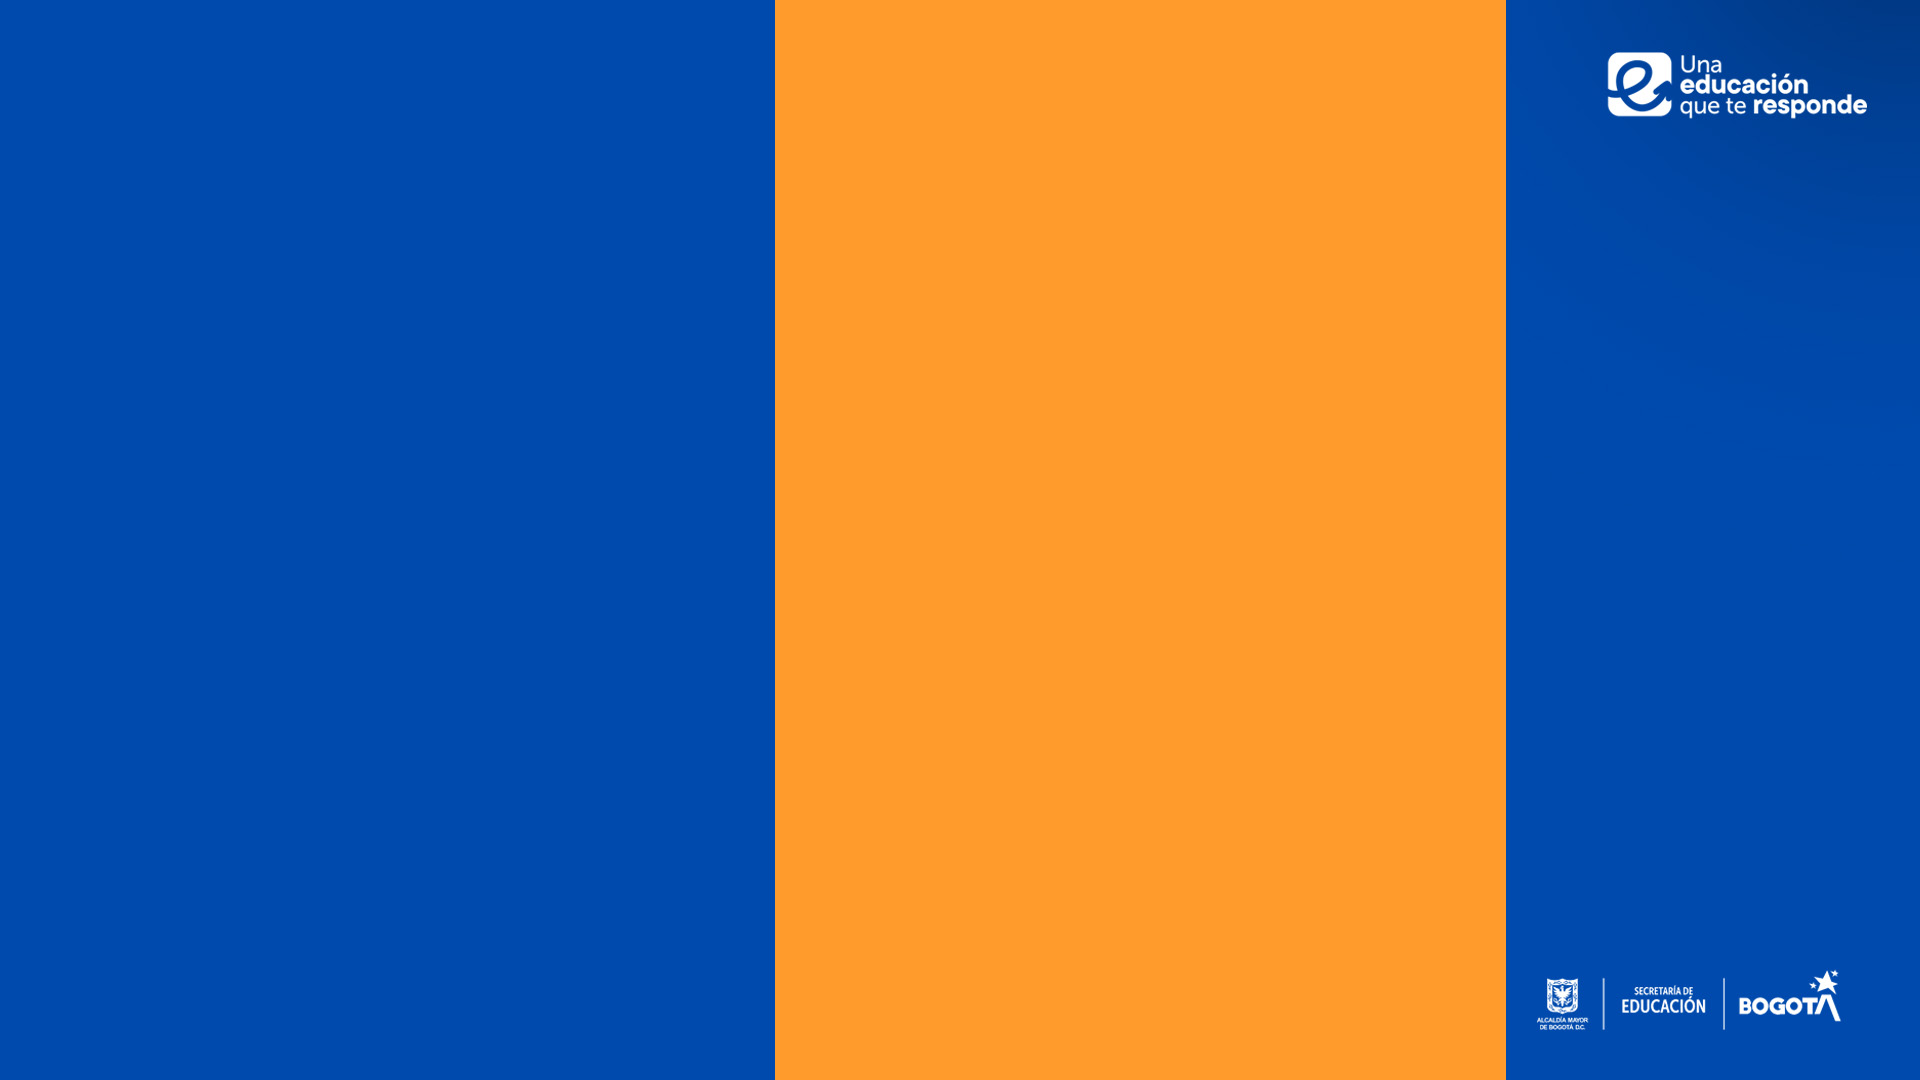 Una
educación
que te responde
ALCALDÍA MAYOR
DE BOGOTÁ D.C.
SECRETARÍA DE
EDUCACIÓN
BOGOTÁ